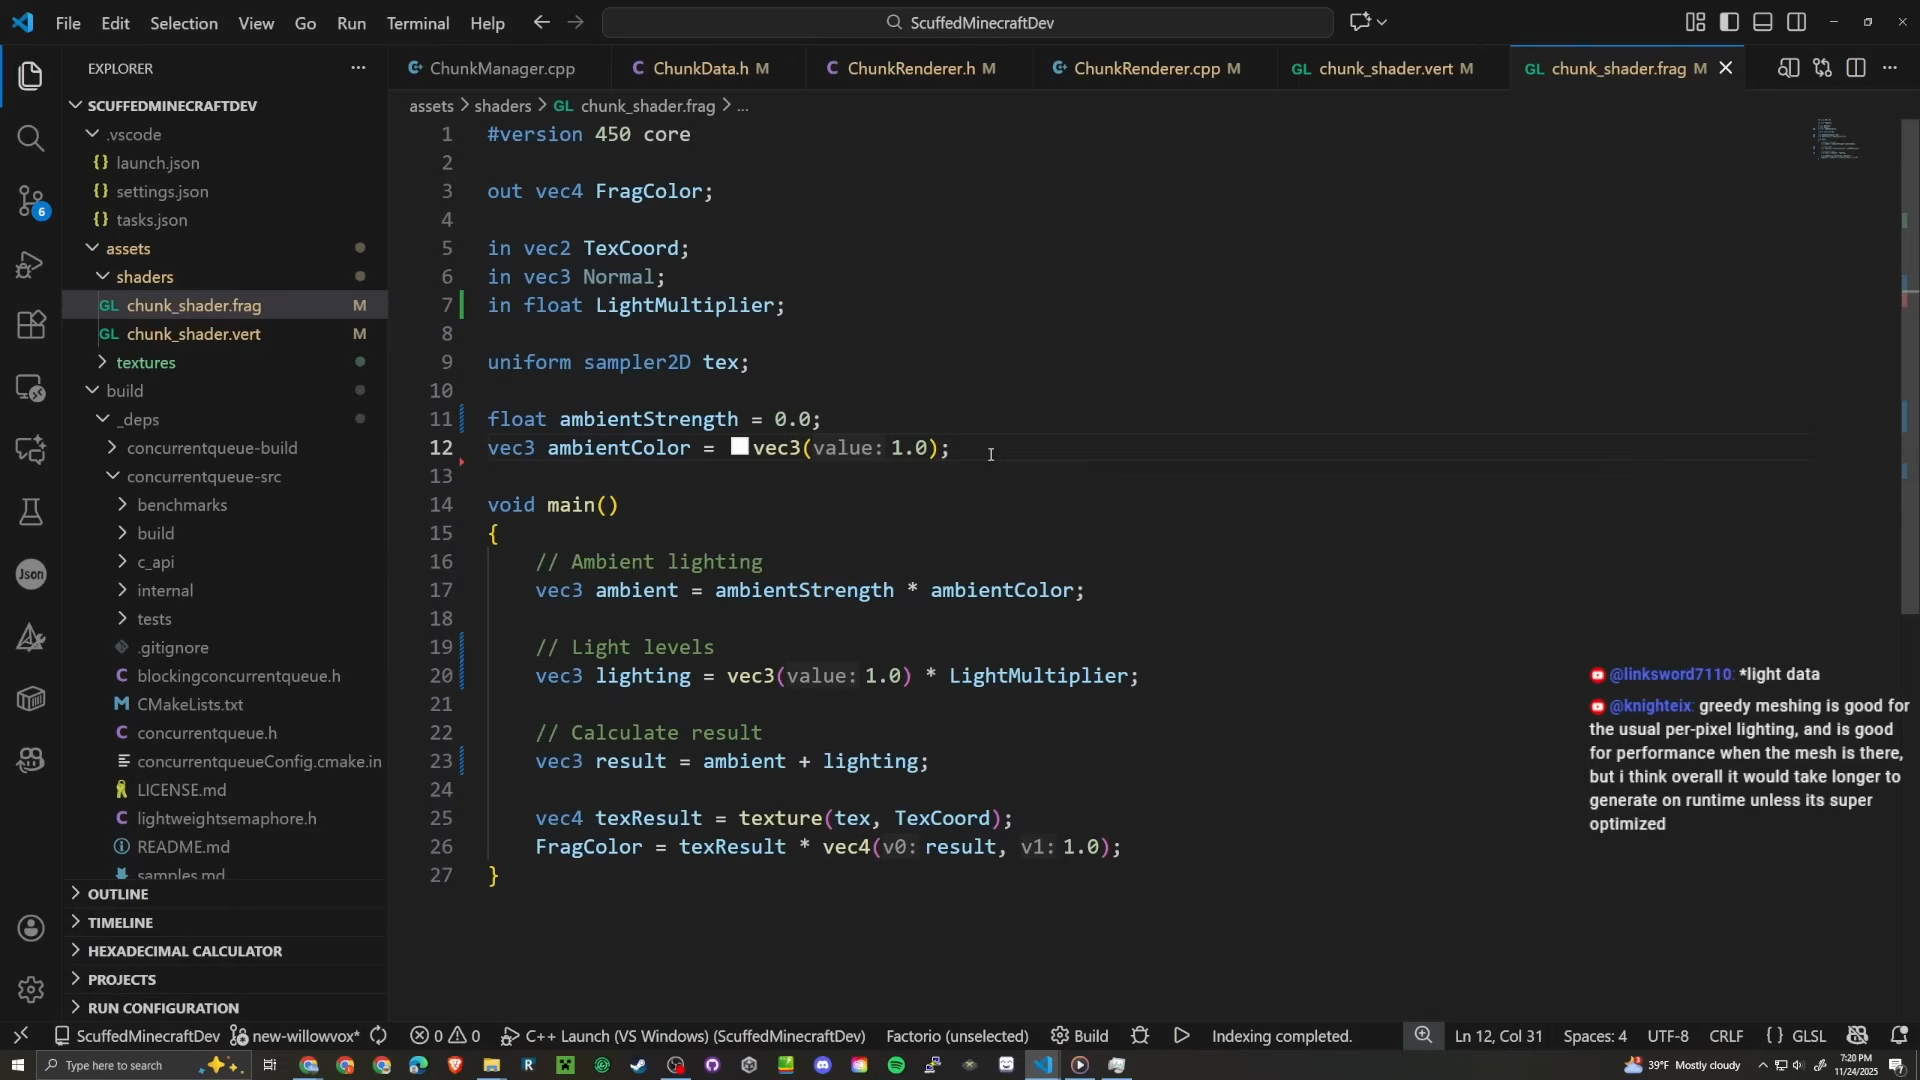 File Edit Selection View Go Run Terminal Help
ScuffedMinecraftDev
EXPLORER
SCUFFEDMINECRAFTDEV
.vscode
{} launch.json
{} settings.json
{} tasks.json
assets
shaders
GL chunk_shader.frag M
GL chunk_shader.vert M
textures
build
_deps
concurrentqueue-build
concurrentqueue-src
benchmarks
build
c_api
internal
tests
.gitignore
C blockingconcurrentqueue.h
M CMakeLists.txt
C concurrentqueue.h
concurrentqueueConfig.cmake.in
LICENSE.md
C lightweightsemaphore.h
README.md
samples.md
OUTLINE
TIMELINE
HEXADECIMAL CALCULATOR
PROJECTS
RUN CONFIGURATION
6
Json
ChunkManager.cpp
C ChunkData.h M
C ChunkRenderer.h M
ChunkRenderer.cpp M
GL chunk_shader.vert M
GL chunk_shader.frag M
assets > shaders > GL chunk_shader.frag > ...
1 #version 450 core
2
3 out vec4 FragColor;
4
5 in vec2 TexCoord;
6 in vec3 Normal;
7 in float LightMultiplier;
8
9 uniform sampler2D tex;
10
11 float ambientStrength = 0.0;
12 vec3 ambientColor = vec3(value: 1.0);
13
14 void main()
15 {
16 // Ambient lighting
17 vec3 ambient = ambientStrength * ambientColor;
18
19 // Light levels
20 vec3 lighting = vec3(value: 1.0) * LightMultiplier;
21
22 // Calculate result
23 vec3 result = ambient + lighting;
24
25 vec4 texResult = texture(tex, TexCoord);
26 FragColor = texResult * vec4(v0: result, v1: 1.0);
27 }
@linksword7110: *light data
@knighteix: greedy meshing is good for
the usual per-pixel lighting, and is good
for performance when the mesh is there,
but i think overall it would take longer to
generate on runtime unless its super
optimized
ScuffedMinecraftDev new-willowvox* 0 0 C++ Launch (VS Windows) (ScuffedMinecraftDev) Factorio (unselected) Build Indexing completed. Ln 12, Col 31 Spaces: 4 UTF-8 CRLF {} GLSL
Type here to search
39°F Mostly cloudy
7:20 PM
11/24/2025